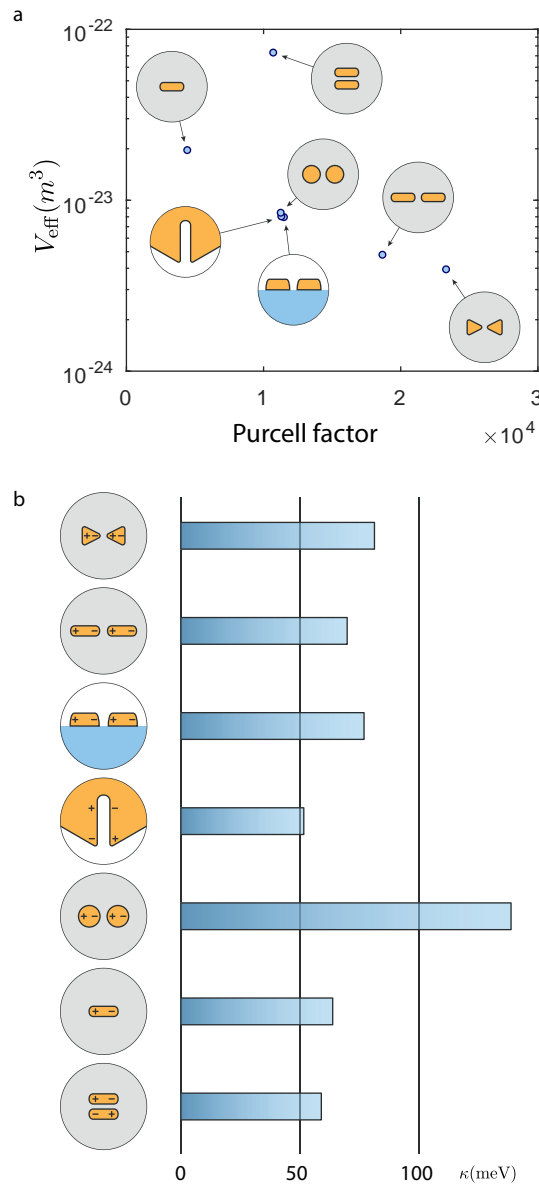 a
10^-22
10^-23
10^-24
V_eff(m^3)
0
1
2
3
Purcell factor
×10^4
b
+ - + -
+ - + -
+ - + -
+ -
- +
+ - + -
+ -
+ -
- +
0
50
100
κ(meV)